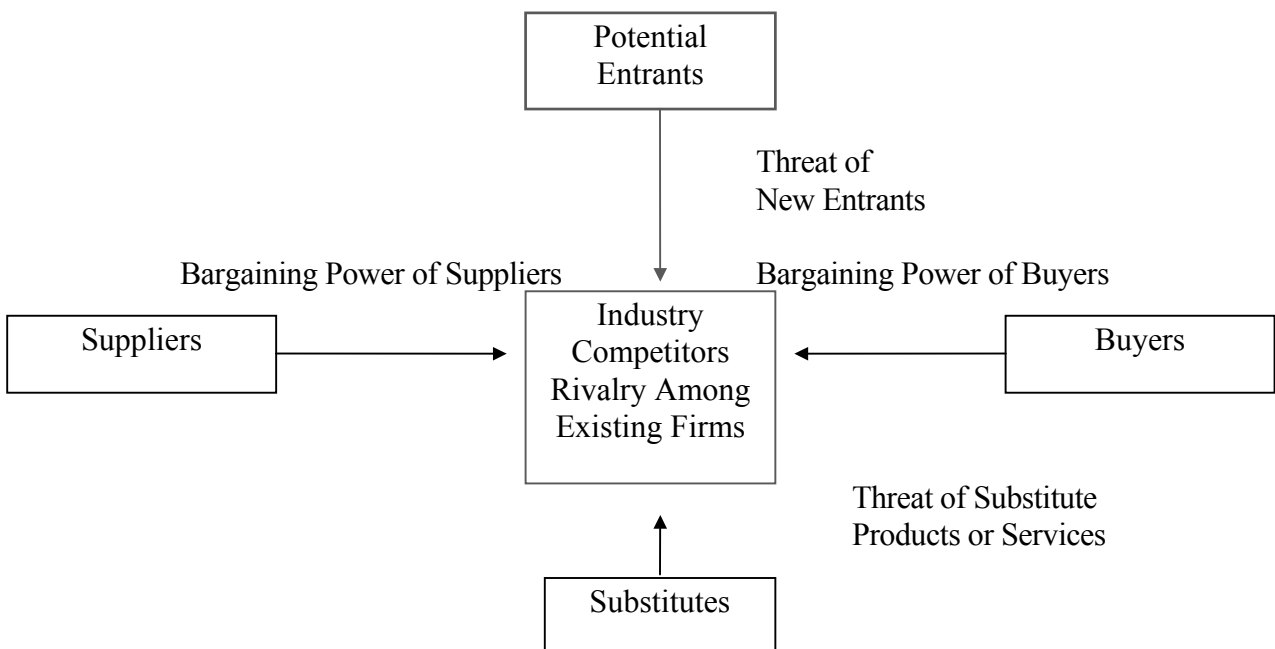 Potential
Entrants
Threat of
New Entrants
Bargaining Power of Suppliers
Bargaining Power of Buyers
Suppliers
Industry
Competitors
Rivalry Among
Existing Firms
Buyers
Threat of Substitute
Products or Services
Substitutes